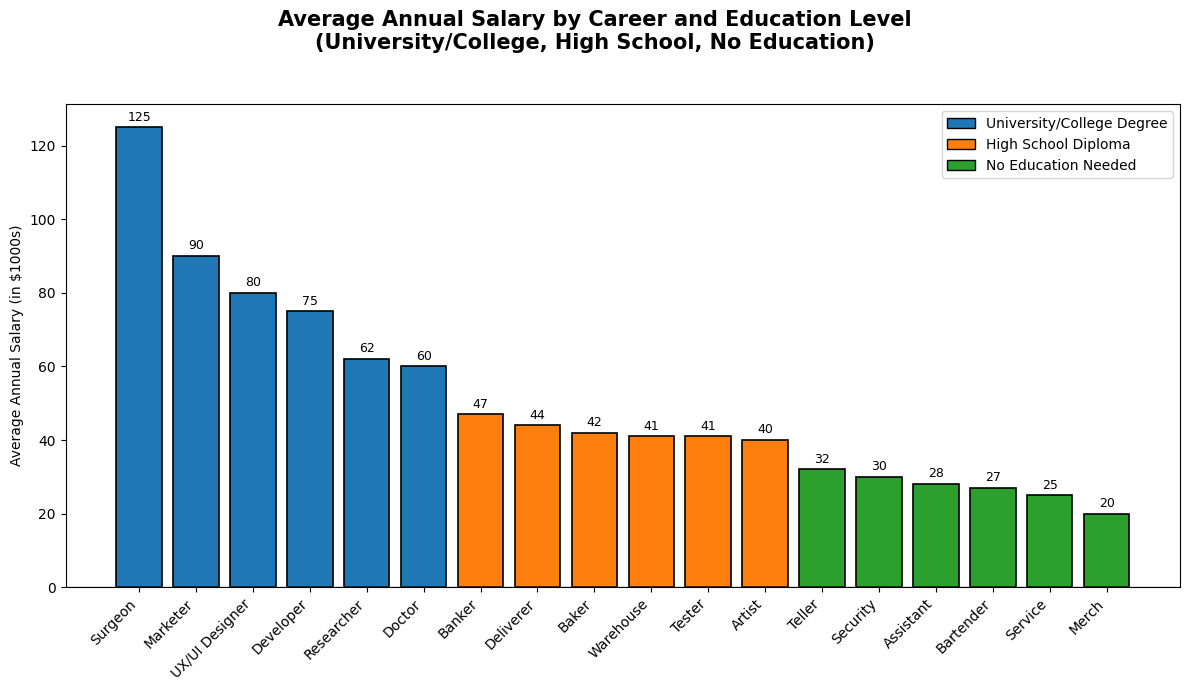 Average Annual Salary by Career and Education Level
(University/College, High School, No Education)
University/College Degree
High School Diploma
No Education Needed
Average Annual Salary (in $1000s)
120
100
80
60
40
20
0
125
90
80
75
62
60
47
44
42
41
41
40
32
30
28
27
25
20
Surgeon
Marketer
UX/UI Designer
Developer
Researcher
Doctor
Banker
Deliverer
Baker
Warehouse
Tester
Artist
Teller
Security
Assistant
Bartender
Service
Merch